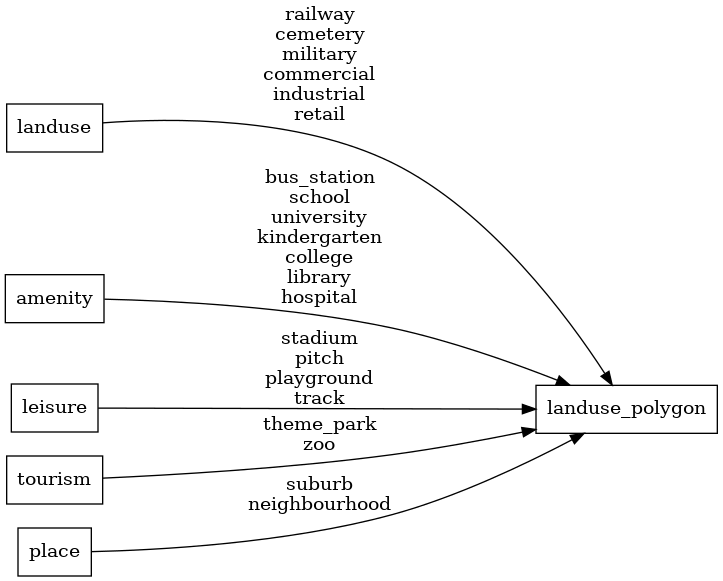 railway
cemetery
military
commercial
industrial
retail
landuse
bus_station
school
university
kindergarten
college
library
hospital
amenity
stadium
pitch
playground
track
leisure
landuse_polygon
theme_park
zoo
tourism
suburb
neighbourhood
place